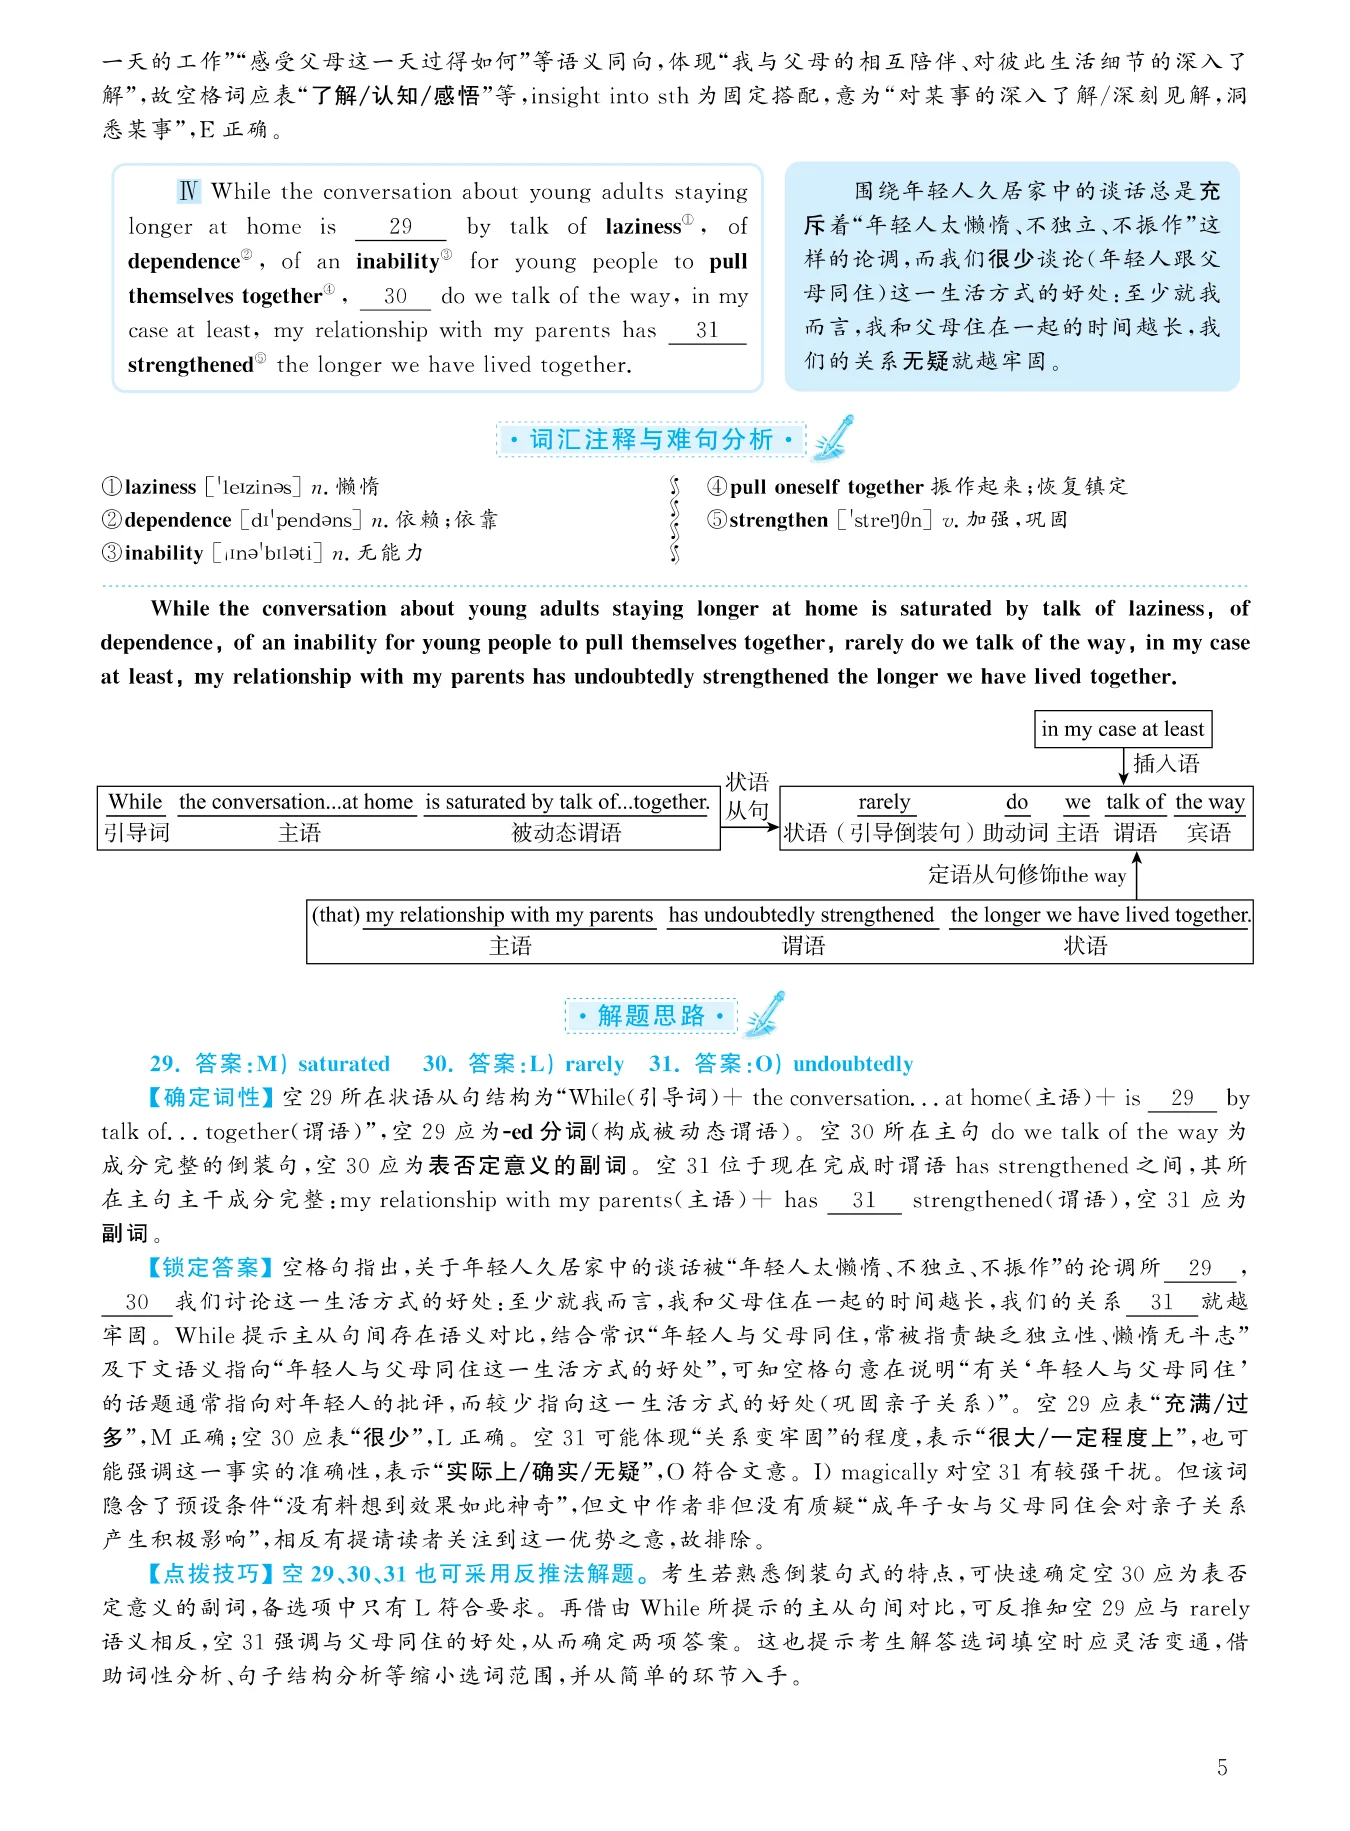 一天的工作”“感受父母这一天过得如何”等语义同向,体现“我与父母的相互陪伴、对彼此生活细节的深入了
解”,故空格词应表“了解/认知/感悟”等,insight into sth 为固定搭配,意为“对某事的深入了解/深刻见解,洞
悉某事”,E 正确。
Ⅳ While the conversation about young adults staying
longer at home is 29 by talk of laziness①, of
dependence②, of an inability③ for young people to pull
themselves together④, 30 do we talk of the way, in my
case at least, my relationship with my parents has 31
strengthened⑤ the longer we have lived together.
围绕年轻人久居家中的谈话总是充
斥着“年轻人太懒惰、不独立、不振作”这
样的论调,而我们很少谈论(年轻人跟父
母同住)这一生活方式的好处:至少就我
而言,我和父母住在一起的时间越长,我
们的关系无疑就越牢固。
·词汇注释与难句分析·
①laziness [ˈleɪzinəs] n. 懒惰
②dependence [dɪˈpendəns] n. 依赖;依靠
③inability [ˌɪnəˈbɪləti] n. 无能力
④pull oneself together 振作起来;恢复镇定
⑤strengthen [ˈstreŋθn] v. 加强,巩固
While the conversation about young adults staying longer at home is saturated by talk of laziness, of
dependence, of an inability for young people to pull themselves together, rarely do we talk of the way, in my case
at least, my relationship with my parents has undoubtedly strengthened the longer we have lived together.
in my case at least
插入语
While the conversation...at home is saturated by talk of...together.
引导词 主语 被动态谓语
状语
从句
rarely do we talk of the way
状语（引导倒装句）助动词 主语 谓语 宾语
定语从句修饰the way
(that) my relationship with my parents has undoubtedly strengthened the longer we have lived together.
主语 谓语 状语
·解题思路·
29. 答案:M) saturated 30. 答案:L) rarely 31. 答案:O) undoubtedly
【确定词性】空 29 所在状语从句结构为“While(引导词)+ the conversation...at home(主语)+ is 29 by
talk of...together(谓语)”,空 29 应为-ed 分词(构成被动态谓语)。空 30 所在主句 do we talk of the way 为
成分完整的倒装句,空 30 应为表否定意义的副词。空 31 位于现在完成时谓语 has strengthened 之间,其所
在主句主干成分完整:my relationship with my parents(主语)+ has 31 strengthened(谓语),空 31 应为
副词。
【锁定答案】空格句指出,关于年轻人久居家中的谈话被“年轻人太懒惰、不独立、不振作”的论调所 29 ,
30 我们讨论这一生活方式的好处:至少就我而言,我和父母住在一起的时间越长,我们的关系 31 就越
牢固。While 提示主从句间存在语义对比,结合常识“年轻人与父母同住,常被指责缺乏独立性、懒惰无斗志”
及下文语义指向“年轻人与父母同住这一生活方式的好处”,可知空格句意在说明“有关‘年轻人与父母同住’
的话题通常指向对年轻人的批评,而较少指向这一生活方式的好处(巩固亲子关系)”。空 29 应表“充满/过
多”,M 正确;空 30 应表“很少”,L 正确。空 31 可能体现“关系变牢固”的程度,表示“很大/一定程度上”,也可
能强调这一事实的准确性,表示“实际上/确实/无疑”,O 符合文意。I) magically 对空 31 有较强干扰。但该词
隐含了预设条件“没有料想到效果如此神奇”,但文中作者非但没有质疑“成年子女与父母同住会对亲子关系
产生积极影响”,相反有提请读者关注到这一优势之意,故排除。
【点拨技巧】空 29、30、31 也可采用反推法解题。考生若熟悉倒装句式的特点,可快速确定空 30 应为表否
定意义的副词,备选项中只有 L 符合要求。再借由 While 所提示的主从句间对比,可反推知空 29 应与 rarely
语义相反,空 31 强调与父母同住的好处,从而确定两项答案。这也提示考生解答选词填空时应灵活变通,借
助词性分析、句子结构分析等缩小选词范围,并从简单的环节入手。
5